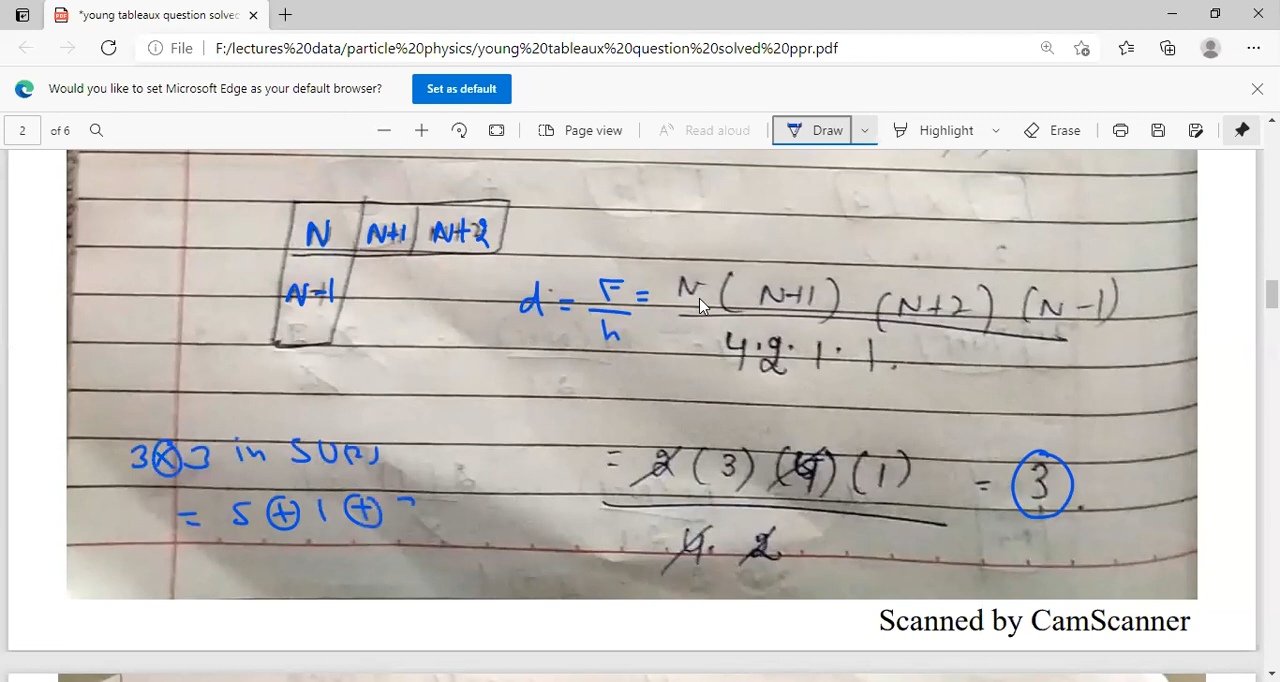 *young tableaux question solved
File F:/lectures%20data/particle%20physics/young%20tableaux%20question%20solved%20ppr.pdf
Would you like to set Microsoft Edge as your default browser? Set as default
2 of 6 Page view Read aloud Draw Highlight Erase
N N+1 N+2
N-1
d = F/h = N (N+1) (N+2) (N-1) / 4·2·1·1.
3⊗3 in SU(2) = 2 (3) (4) (1) / 4·2 = 3.
= 5 ⊕ 1 ⊕
Scanned by CamScanner